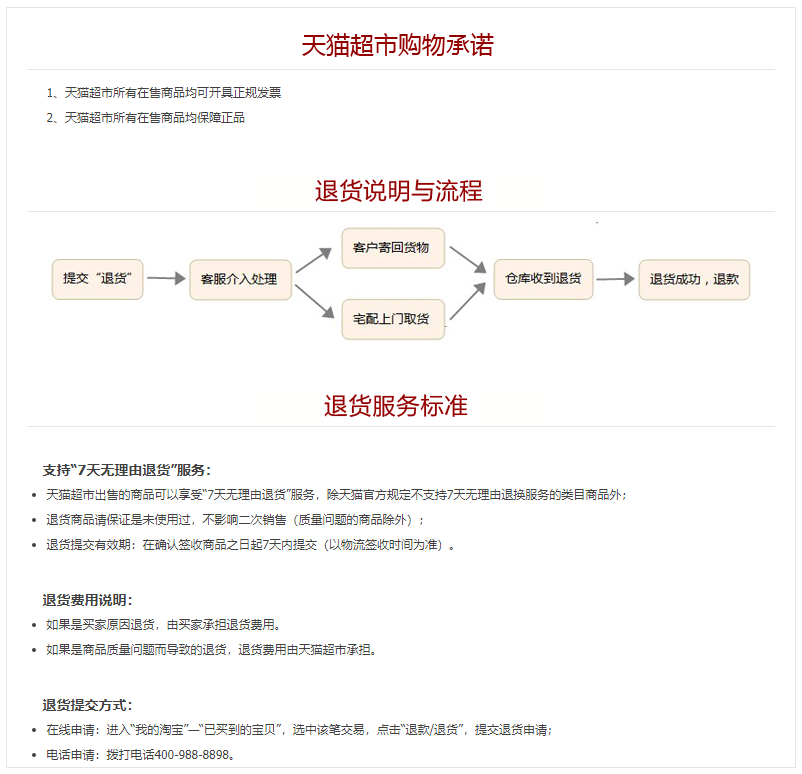 天猫超市购物承诺
1、天猫超市所有在售商品均可开具正规发票
2、天猫超市所有在售商品均保障正品
退货说明与流程
提交“退货”
客服介入处理
客户寄回货物
宅配上门取货
仓库收到退货
退货成功，退款
退货服务标准
支持“7天无理由退货”服务：
天猫超市出售的商品可以享受“7天无理由退货”服务，除天猫官方规定不支持7天无理由退换服务的类目商品外；
退货商品请保证是未使用过，不影响二次销售（质量问题的商品除外）；
退货提交有效期：在确认签收商品之日起7天内提交（以物流签收时间为准）。
退货费用说明：
如果是买家原因退货，由买家承担退货费用。
如果是商品质量问题而导致的退货，退货费用由天猫超市承担。
退货提交方式：
在线申请：进入“我的淘宝”—“已买到的宝贝”，选中该笔交易，点击“退款/退货”，提交退货申请；
电话申请：拨打电话400-988-8898。